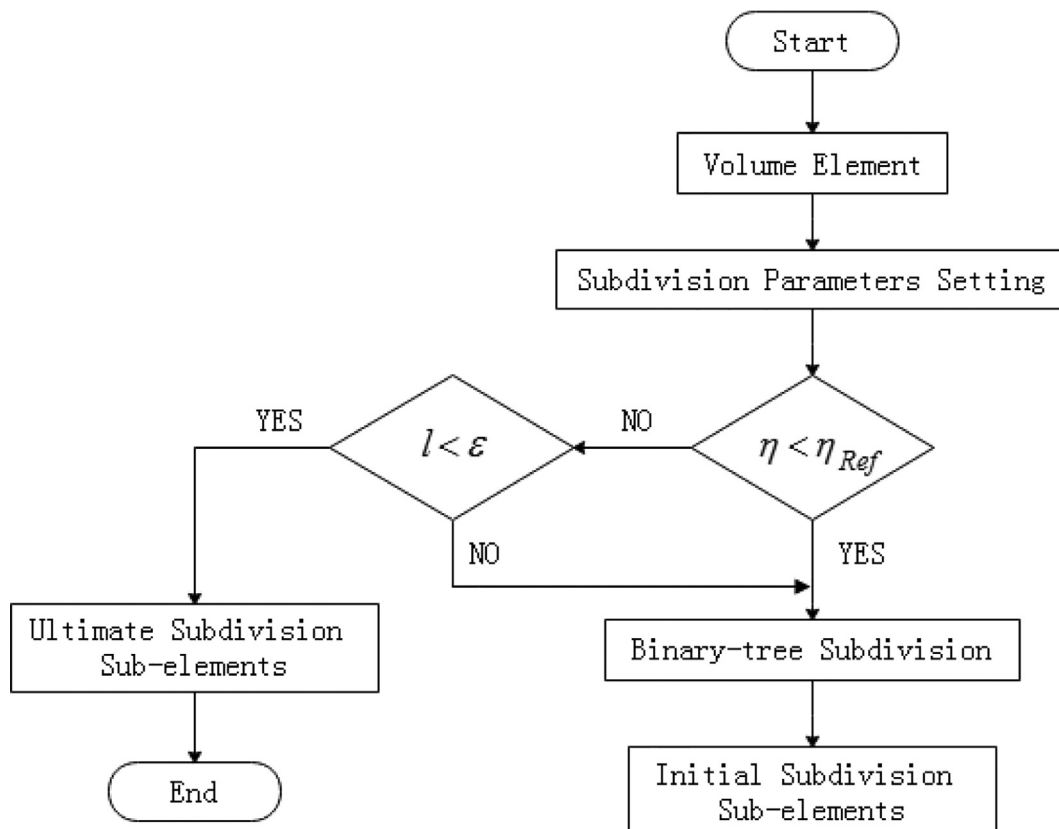 Start
Volume Element
Subdivision Parameters Setting
η < η Ref
NO
YES
l < ε
YES
NO
Ultimate Subdivision
Sub-elements
End
Binary-tree Subdivision
Initial Subdivision
Sub-elements